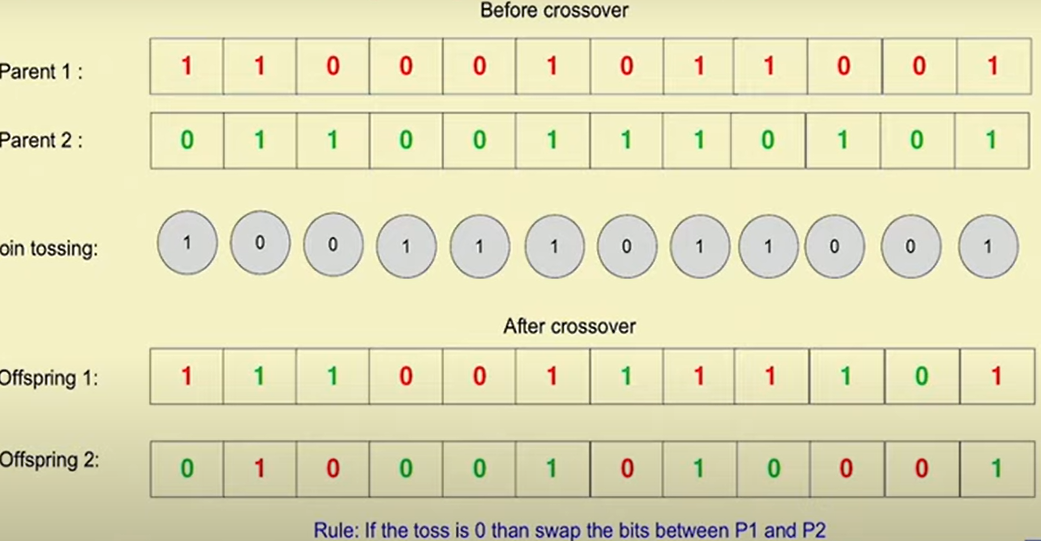 Before crossover
Parent 1 : 1 1 0 0 0 1 0 1 1 0 0 1
Parent 2 : 0 1 1 0 0 1 1 1 0 1 0 1
oin tossing: 1 0 0 1 1 1 0 1 1 0 0 1
After crossover
Offspring 1: 1 1 1 0 0 1 1 1 1 1 0 1
Offspring 2: 0 1 0 0 0 1 0 1 0 0 0 1
Rule: If the toss is 0 than swap the bits between P1 and P2